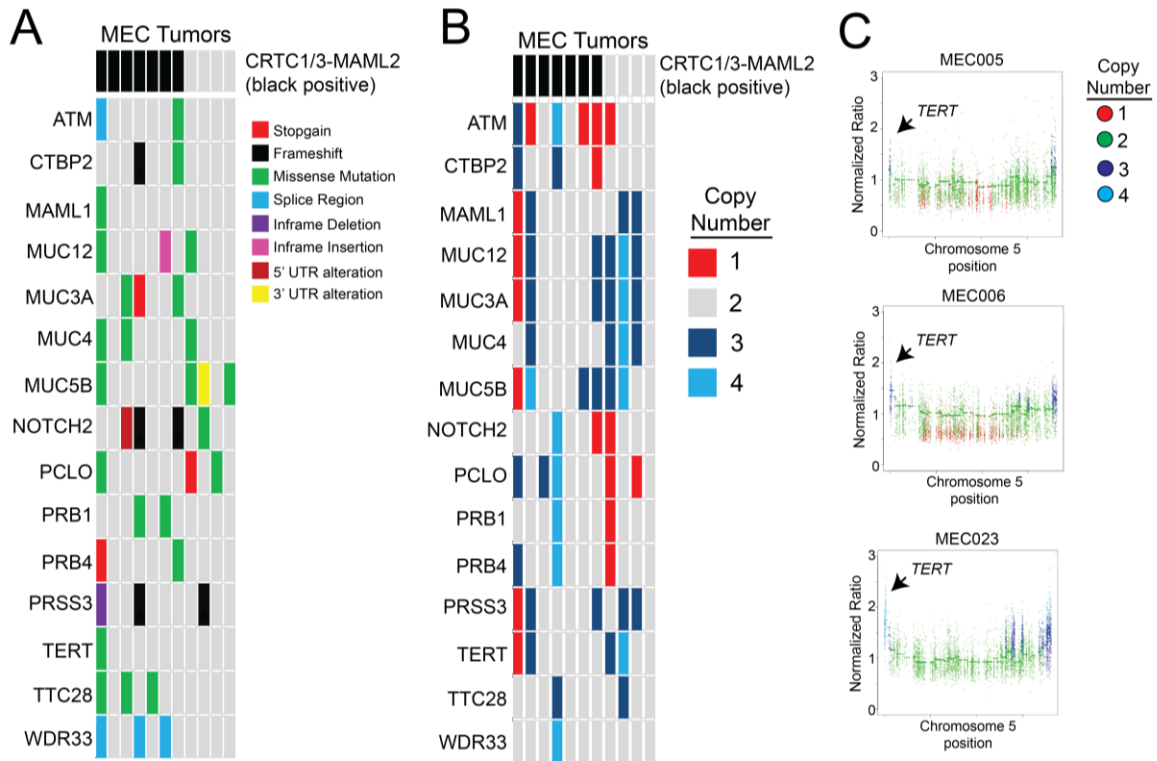 A
MEC Tumors
CRTC1/3-MAML2
(black positive)
ATM
CTBP2
MAML1
MUC12
MUC3A
MUC4
MUC5B
NOTCH2
PCLO
PRB1
PRB4
PRSS3
TERT
TTC28
WDR33
Stopgain
Frameshift
Missense Mutation
Splice Region
Inframe Deletion
Inframe Insertion
5' UTR alteration
3' UTR alteration
B
MEC Tumors
CRTC1/3-MAML2
(black positive)
ATM
CTBP2
MAML1
MUC12
MUC3A
MUC4
MUC5B
NOTCH2
PCLO
PRB1
PRB4
PRSS3
TERT
TTC28
WDR33
Copy
Number
1
2
3
4
C
MEC005
Normalized Ratio
3
2
1
0
TERT
Chromosome 5
position
Copy
Number
1
2
3
4
MEC006
Normalized Ratio
3
2
1
0
TERT
Chromosome 5
position
MEC023
Normalized Ratio
3
2
1
0
TERT
Chromosome 5
position